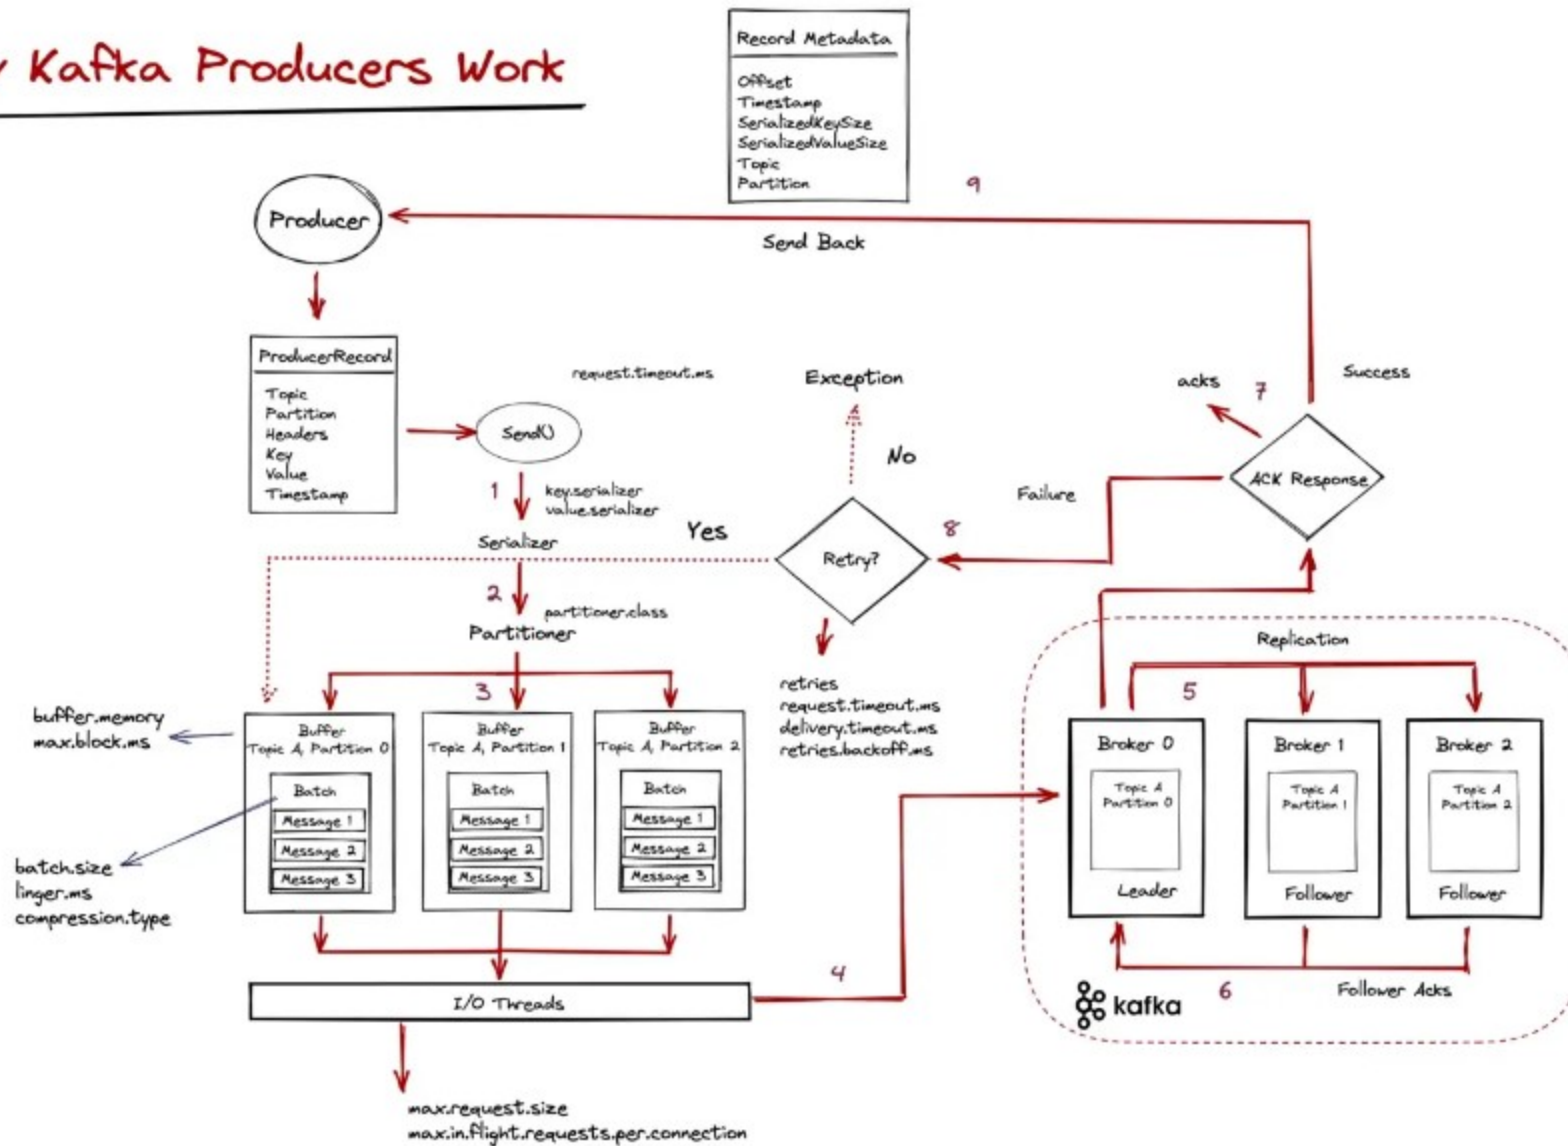 Kafka Producers Work
Record Metadata
Offset
Timestamp
SerializedKeySize
SerializedValueSize
Topic
Partition
9
Producer
Send Back
ProducerRecord
Topic
Partition
Headers
Key
Value
Timestamp
request.timeout.ms
Send()
1
key.serializer
value.serializer
Serializer
2
partitioner.class
Partitioner
3
Exception
No
Yes
Retry?
8
Failure
acks
7
Success
ACK Response
retries
request.timeout.ms
delivery.timeout.ms
retries.backoff.ms
buffer.memory
max.block.ms
batch.size
linger.ms
compression.type
Buffer
Topic A, Partition 0
Batch
Message 1
Message 2
Message 3
Buffer
Topic A, Partition 1
Batch
Message 1
Message 2
Message 3
Buffer
Topic A, Partition 2
Batch
Message 1
Message 2
Message 3
I/O Threads
4
max.request.size
max.in.flight.requests.per.connection
Replication
5
Broker 0
Topic A
Partition 0
Leader
Broker 1
Topic A
Partition 1
Follower
Broker 2
Topic A
Partition 2
Follower
6
Follower Acks
kafka